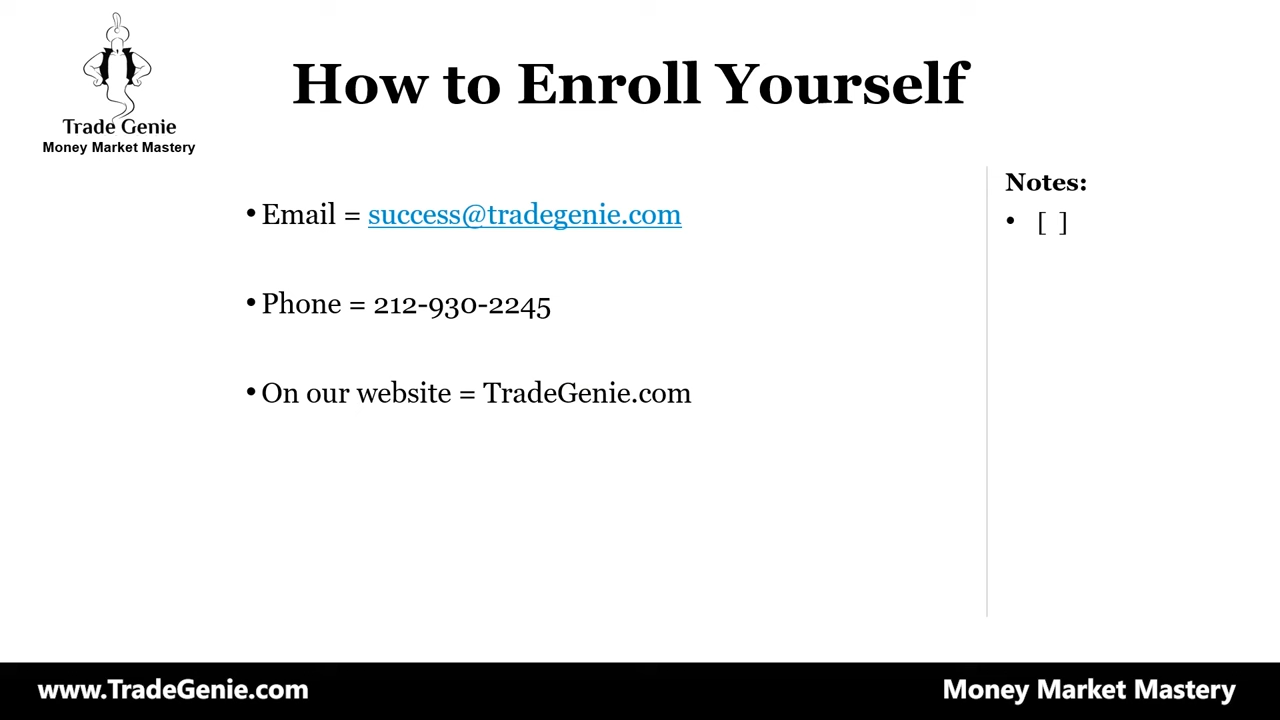 Trade Genie
Money Market Mastery
How to Enroll Yourself
• Email = success@tradegenie.com
• Phone = 212-930-2245
• On our website = TradeGenie.com
Notes:
• [ ]
www.TradeGenie.com
Money Market Mastery